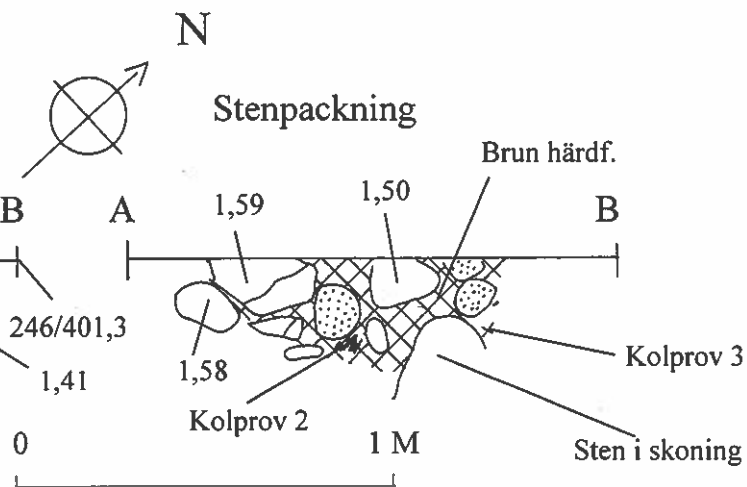 N
Stenpackning
Brun härdf.
B
A
1,59
1,50
B
246/401,3
1,41
1,58
Kolprov 2
Kolprov 3
0
1 M
Sten i skoning